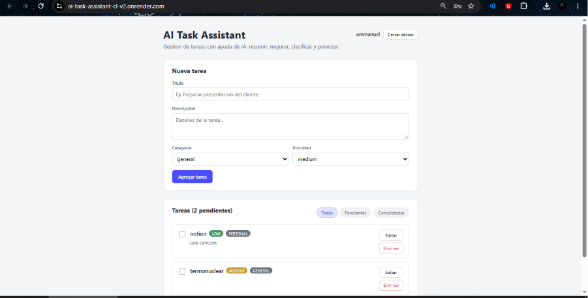 ai-task-assistant-cl-v2.onrender.com
AI Task Assistant
emmanuel Cerrar sesion
Gestion de tareas con ayuda de IA: resumir, mejorar, clasificar y priorizar.
Nueva tarea
Titulo
Ej: Preparar presentacion del cliente
Descripcion
Detalles de la tarea...
Categoria Prioridad
general medium
Agregar tarea
Tareas (2 pendientes) Todas Pendientes Completadas
notion LOW PERSONAL Editar
una cancion Eliminar
termonuclear MEDIUM GENERAL Editar
Eliminar